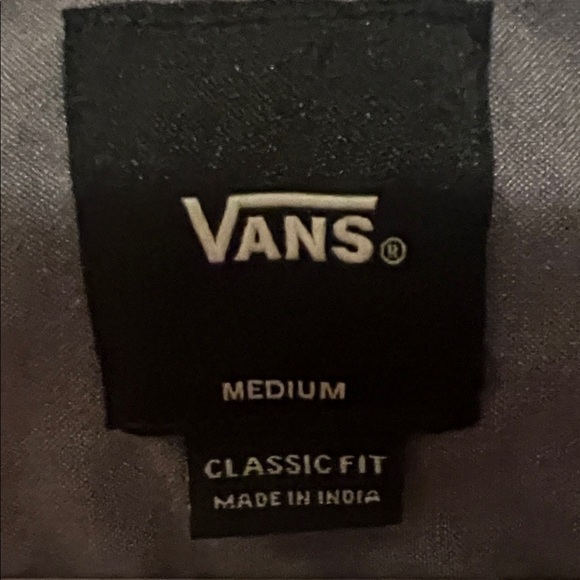 VANS®
MEDIUM
CLASSIC FIT
MADE IN INDIA